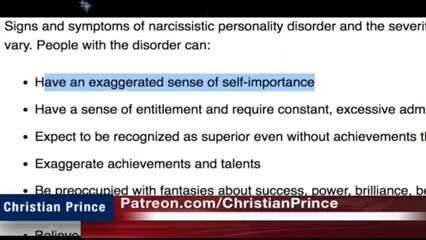 Signs and symptoms of narcissistic personality disorder and the severi
vary. People with the disorder can:
• Have an exaggerated sense of self-importance
• Have a sense of entitlement and require constant, excessive adm
• Expect to be recognized as superior even without achievements th
• Exaggerate achievements and talents
• Be preoccupied with fantasies about success, power, brilliance, be
Christian Prince
Patreon.com/ChristianPrince
• Believe